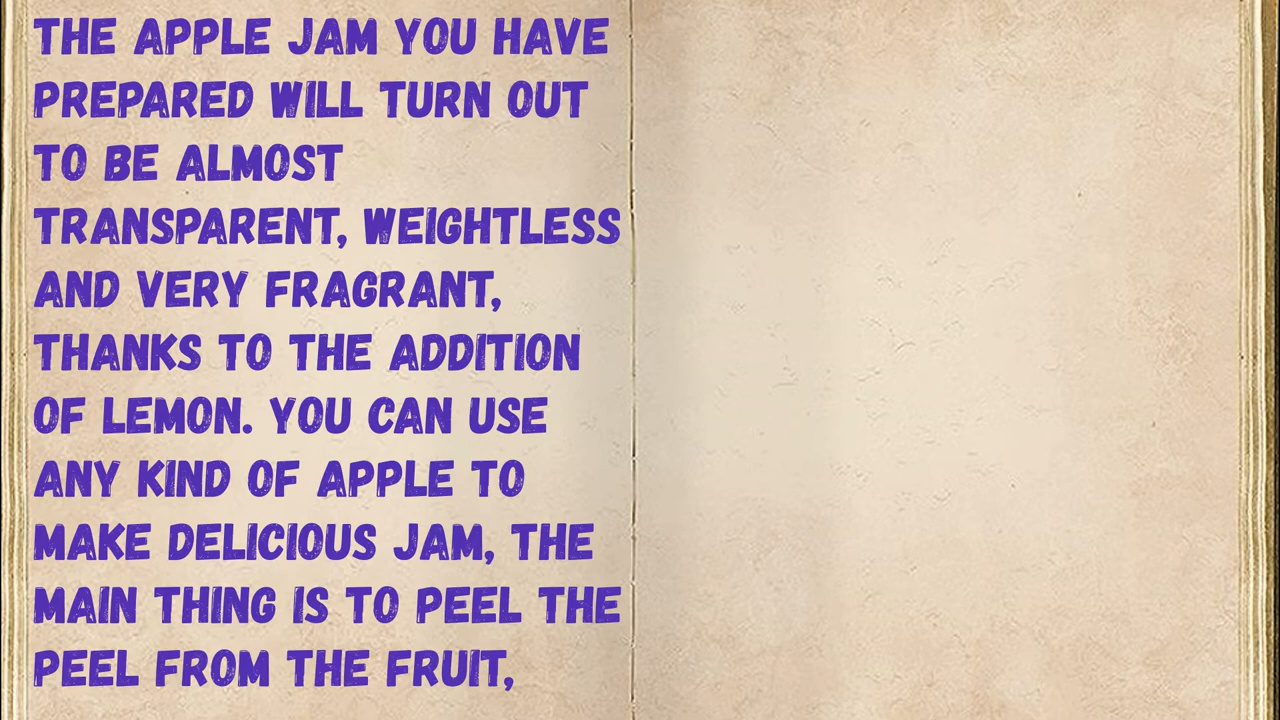 THE APPLE JAM YOU HAVE
PREPARED WILL TURN OUT
TO BE ALMOST
TRANSPARENT, WEIGHTLESS
AND VERY FRAGRANT,
THANKS TO THE ADDITION
OF LEMON. YOU CAN USE
ANY KIND OF APPLE TO
MAKE DELICIOUS JAM, THE
MAIN THING IS TO PEEL THE
PEEL FROM THE FRUIT,